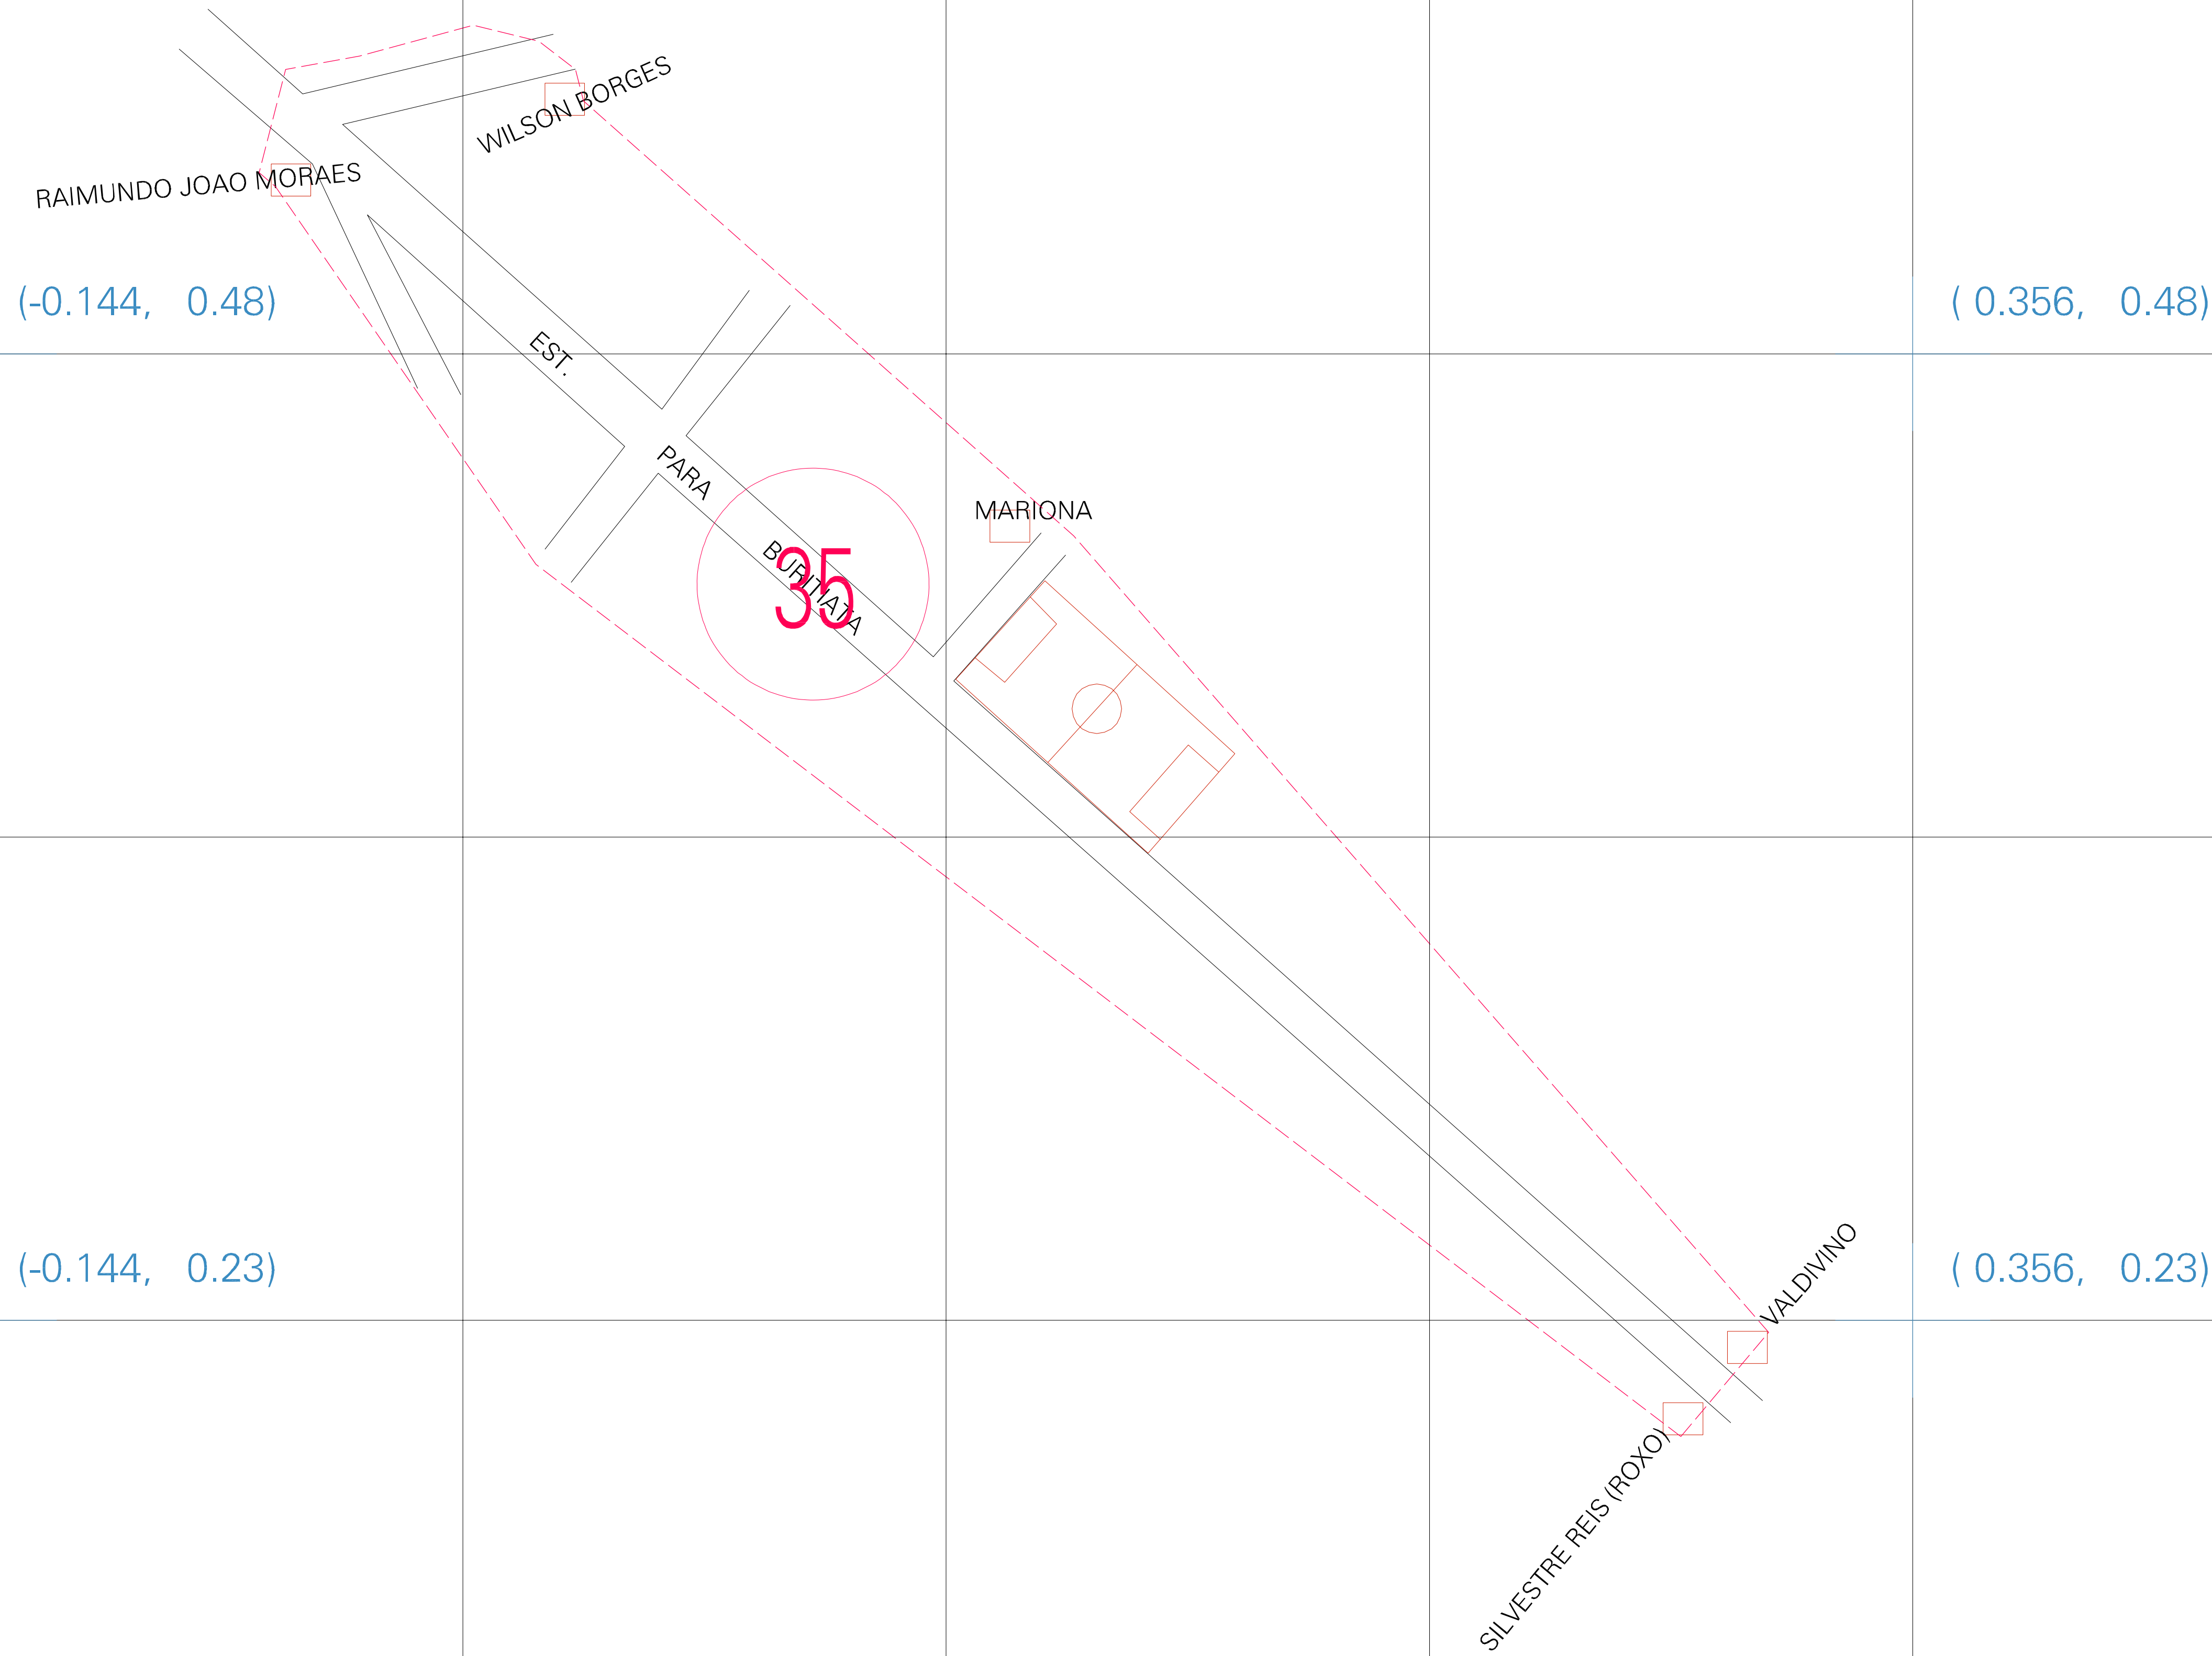 WILSON BORGES
RAIMUNDO JOAO MORAES
(-0.144, 0.48)
( 0.356, 0.48)
EST.
PARA
MARIONA
BURITIATA
35
VALDIVINO
(-0.144, 0.23)
( 0.356, 0.23)
SILVESTRE REIS (ROXO)